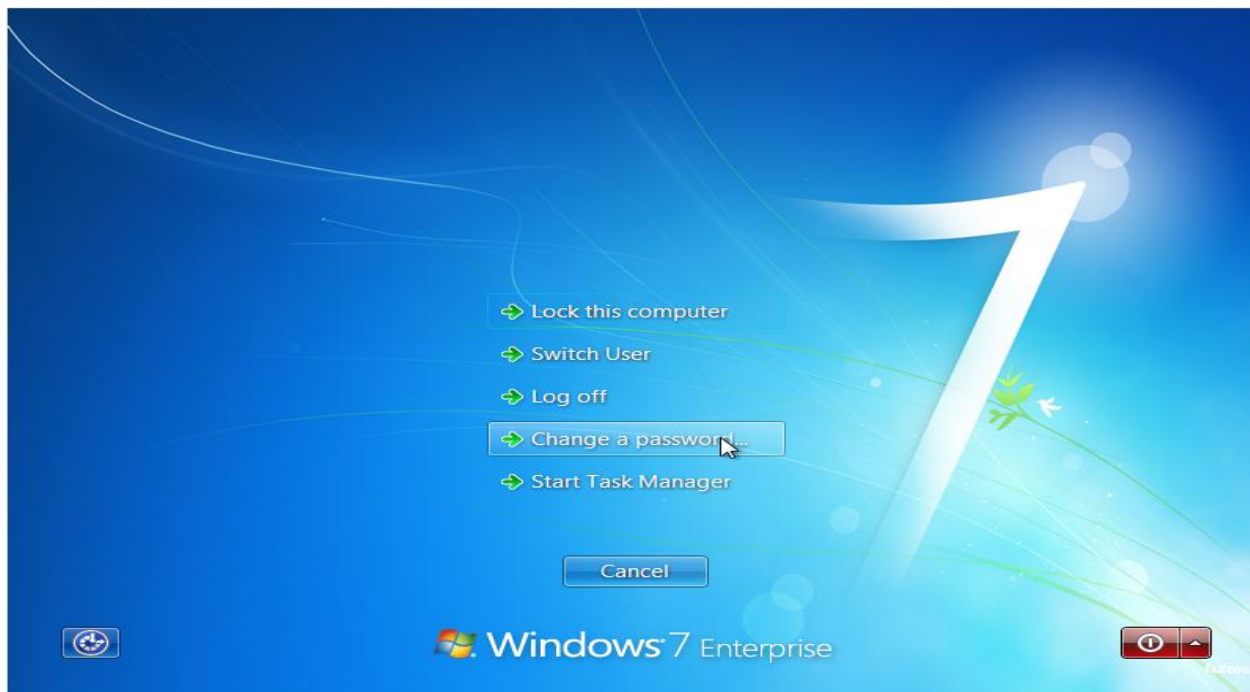 Lock this computer
Switch User
Log off
Change a password...
Start Task Manager
Cancel
Windows 7 Enterprise